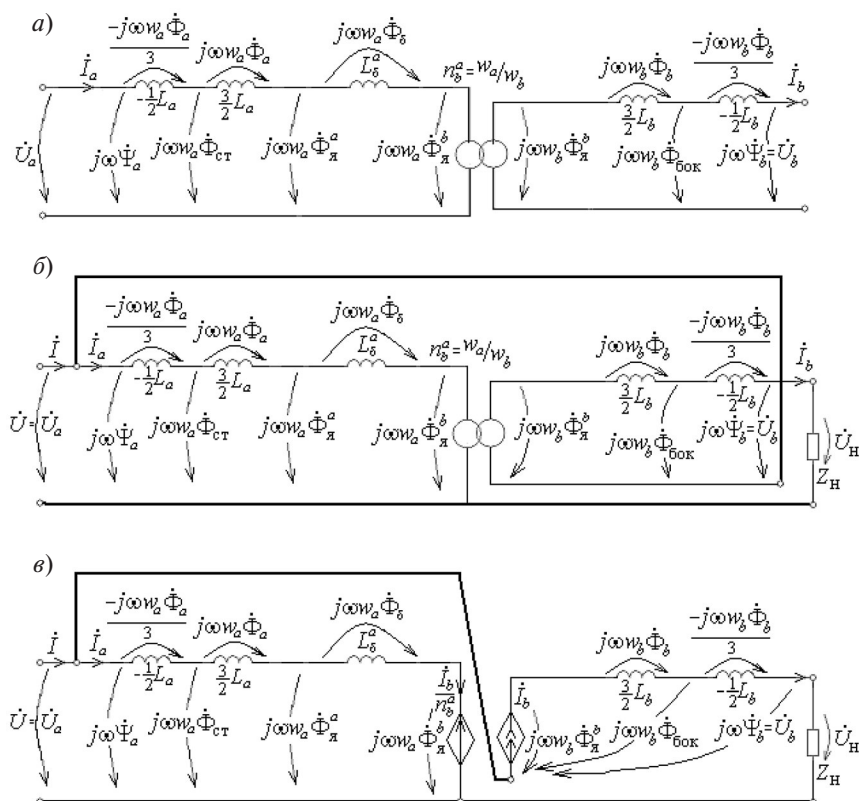 а)
−jωw_aΦ̇_a/3 jωw_aΦ̇_a jωw_aΦ̇_δ −jωw_bΦ̇_b/3
İ_a L_δ^a n_b^a=w_a/w_b jωw_bΦ̇_b İ_b
−½L_a 3/2L_a 3/2L_b −½L_b
U̇_a jωΨ̇_a jωw_aΦ̇_ст jωw_aΦ̇_я^a jωw_aΦ̇_я^b jωw_bΦ̇_я^b jωw_bΦ̇_бок jωΨ̇_b=U̇_b
б)
−jωw_aΦ̇_a/3 jωw_aΦ̇_a jωw_aΦ̇_δ −jωw_bΦ̇_b/3
İ İ_a L_δ^a n_b^a=w_a/w_b jωw_bΦ̇_b İ_b
−½L_a 3/2L_a 3/2L_b −½L_b
U̇=U̇_a jωΨ̇_a jωw_aΦ̇_ст jωw_aΦ̇_я^a jωw_aΦ̇_я^b jωw_bΦ̇_я^b jωw_bΦ̇_бок jωΨ̇_b=U̇_b U̇_н
Z_н
в)
−jωw_aΦ̇_a/3 jωw_aΦ̇_a jωw_aΦ̇_δ −jωw_bΦ̇_b/3
İ İ_a L_δ^a jωw_bΦ̇_b
−½L_a 3/2L_a İ_b/n_b^a İ_b 3/2L_b −½L_b
U̇=U̇_a jωΨ̇_a jωw_aΦ̇_ст jωw_aΦ̇_я^a jωw_aΦ̇_я^b jωw_bΦ̇_я^b jωw_bΦ̇_бок jωΨ̇_b=U̇_b U̇_н
Z_н